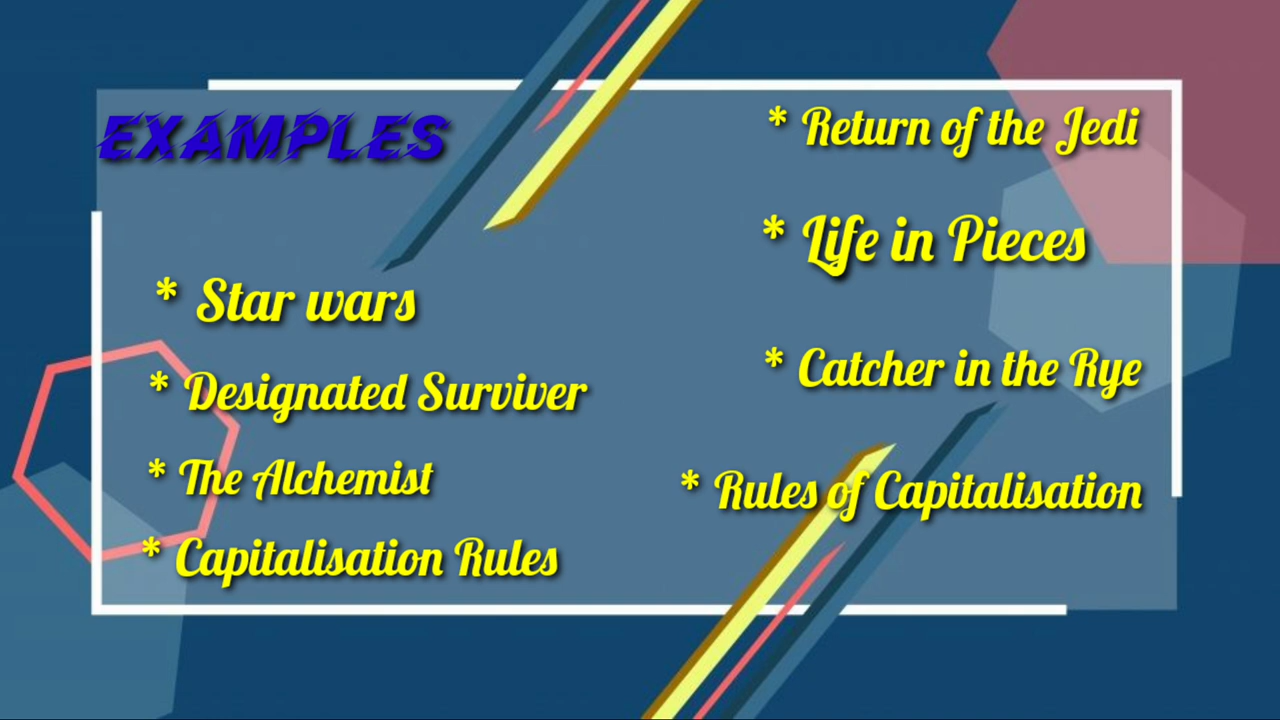 EXAMPLES
* Star wars
* Designated Surviver
* The Alchemist
* Capitalisation Rules
* Return of the Jedi
* Life in Pieces
* Catcher in the Rye
* Rules of Capitalisation